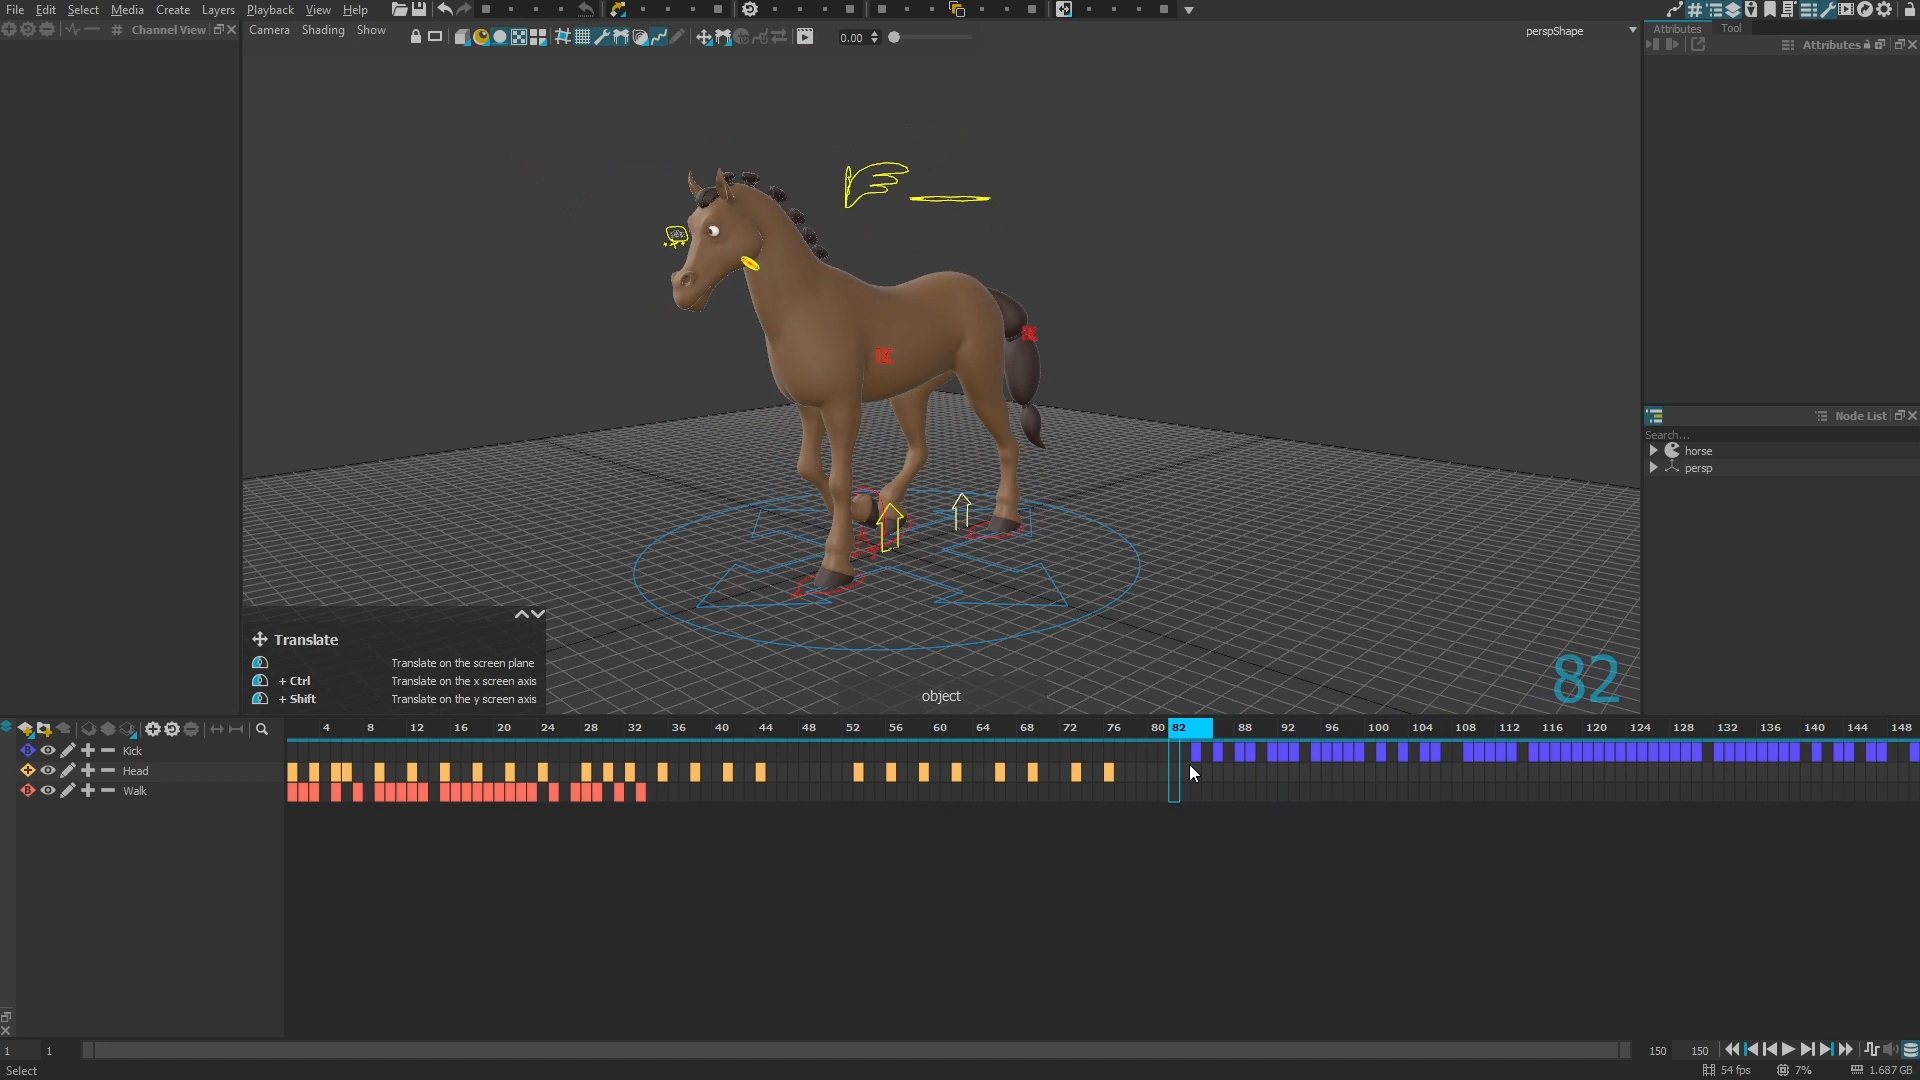 File Edit Select Media Create Layers Playback View Help
Channel View
Camera Shading Show
0.00
perspShape
Attributes Tool
Attributes
IK
IK
Node List
Search...
horse
persp
Translate
Translate on the screen plane
+ Ctrl Translate on the x screen axis
+ Shift Translate on the y screen axis
object
82
4 8 12 16 20 24 28 32 36 40 44 48 52 56 60 64 68 72 76 80 82 88 92 96 100 104 108 112 116 120 124 128 132 136 140 144 148
Kick
Head
Walk
1 1 150 150
Select 54 fps 7% 1.687 GB